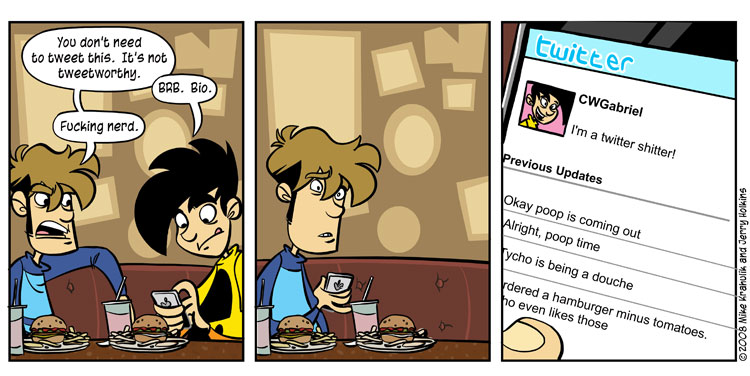 You don't need
to tweet this. It's not
tweetworthy.
BRB. Bio.
Fucking nerd.
twitter
CWGabriel
I'm a twitter shitter!
Previous Updates
Okay poop is coming out
Alright, poop time
Tycho is being a douche
rdered a hamburger minus tomatoes.
ho even likes those
©2008 Mike Krahulik and Jerry Holkins